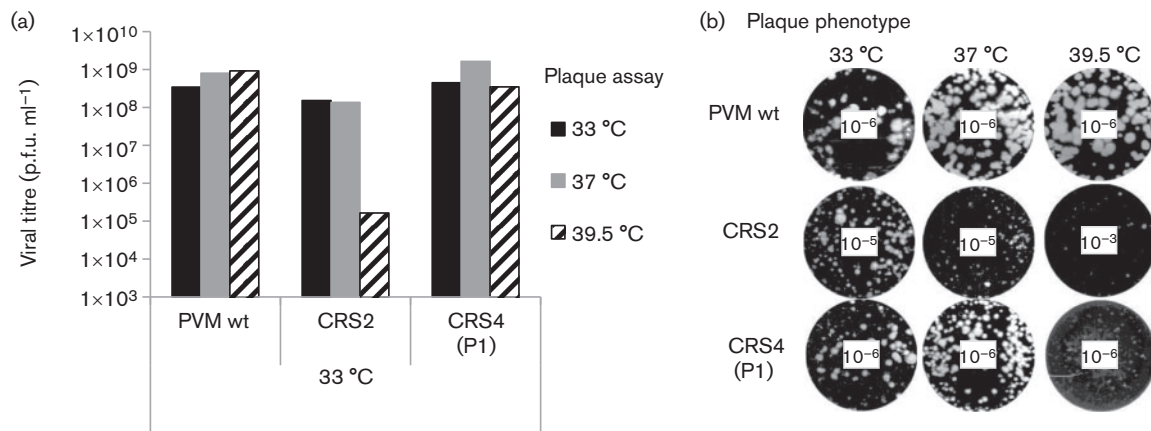 (a)
Viral titre (p.f.u. ml⁻¹)
1×10¹⁰
1×10⁹
1×10⁸
1×10⁷
1×10⁶
1×10⁵
1×10⁴
1×10³
PVM wt
CRS2
CRS4
(P1)
33 °C
Plaque assay
33 °C
37 °C
39.5 °C
(b) Plaque phenotype
33 °C 37 °C 39.5 °C
PVM wt 10⁻⁶ 10⁻⁶ 10⁻⁶
CRS2 10⁻⁵ 10⁻⁵ 10⁻³
CRS4
(P1) 10⁻⁶ 10⁻⁶ 10⁻⁶